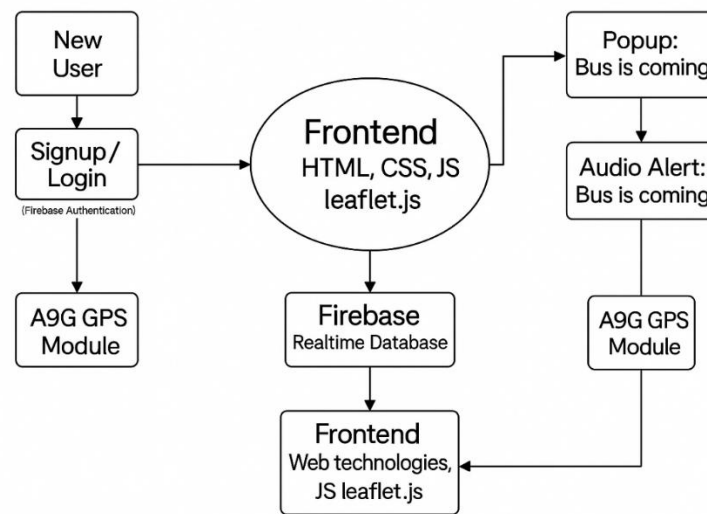 New
User
Signup /
Login
(Firebase Authentication)
A9G GPS
Module
Frontend
HTML, CSS, JS
leaflet.js
Firebase
Realtime Database
Frontend
Web technologies,
JS leaflet.js
Popup:
Bus is coming
Audio Alert:
Bus is coming
A9G GPS
Module